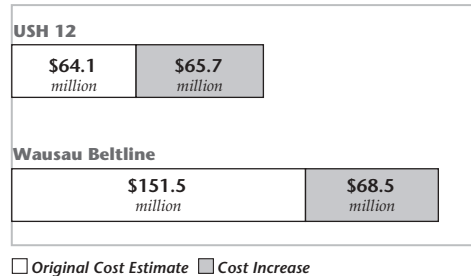 USH 12
$64.1 $65.7
million million
Wausau Beltline
$151.5 $68.5
million million
Original Cost Estimate Cost Increase